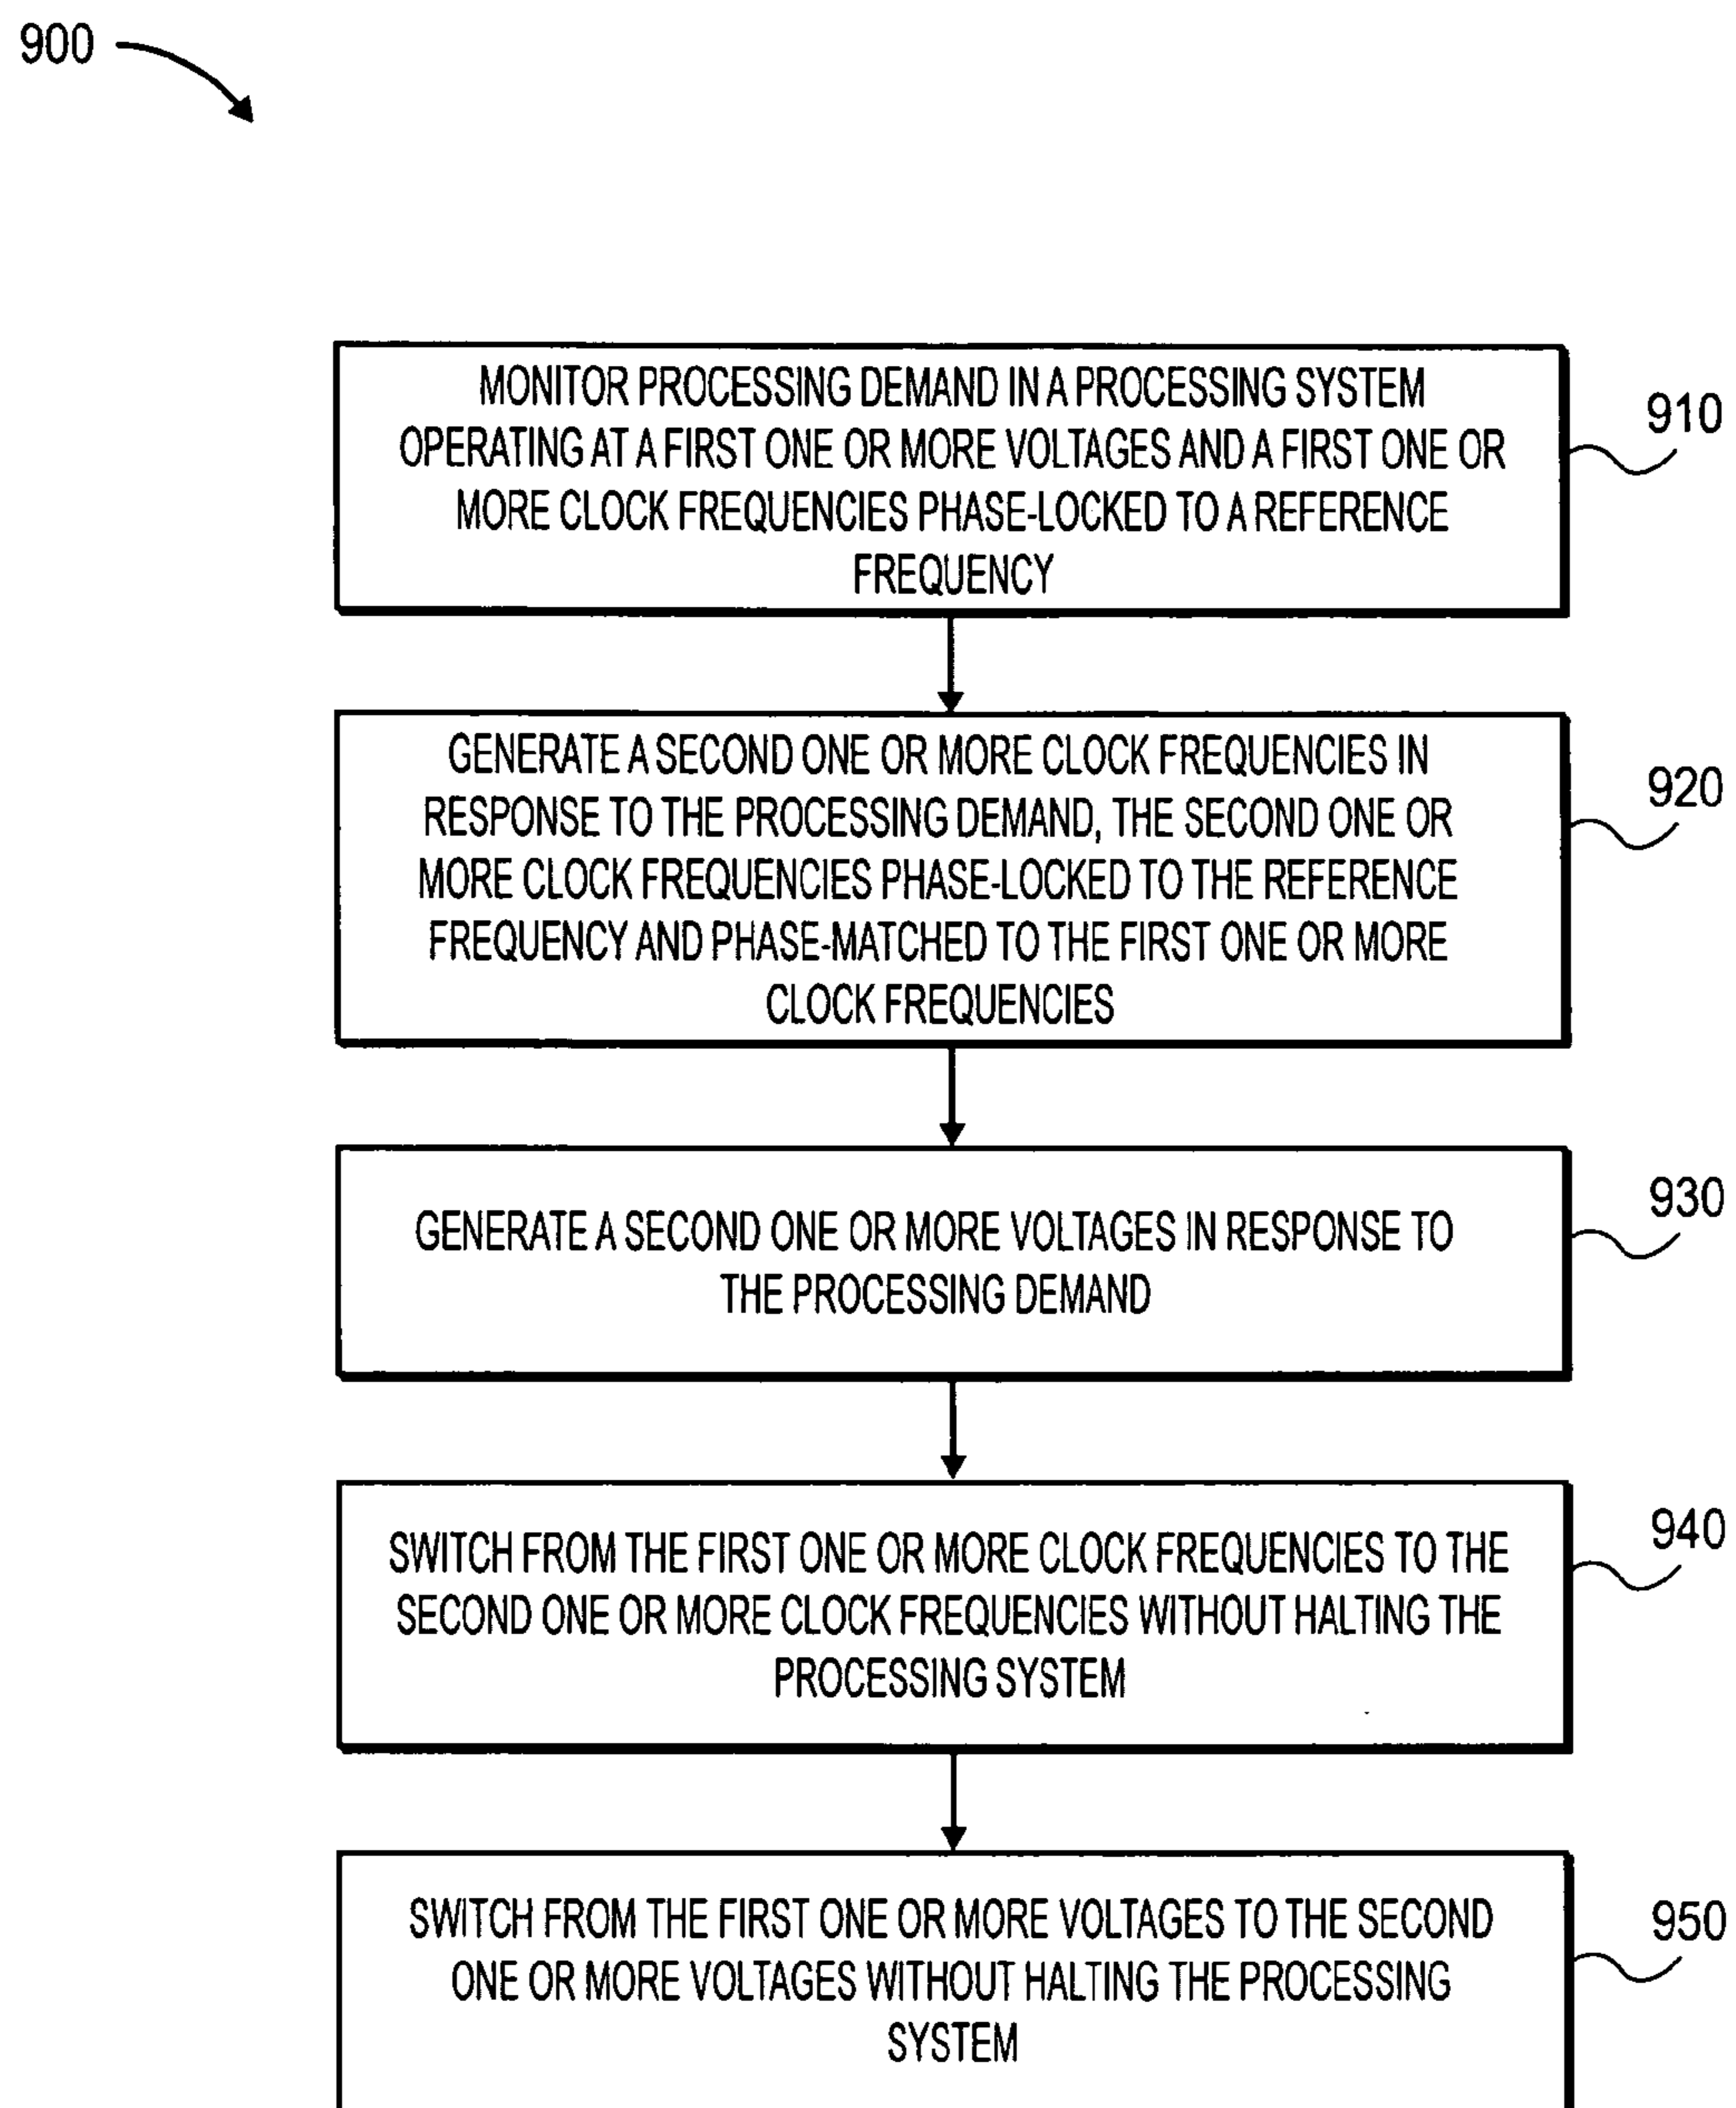 900
MONITOR PROCESSING DEMAND IN A PROCESSING SYSTEM
OPERATING AT A FIRST ONE OR MORE VOLTAGES AND A FIRST ONE OR
MORE CLOCK FREQUENCIES PHASE-LOCKED TO A REFERENCE
FREQUENCY
910
GENERATE A SECOND ONE OR MORE CLOCK FREQUENCIES IN
RESPONSE TO THE PROCESSING DEMAND, THE SECOND ONE OR
MORE CLOCK FREQUENCIES PHASE-LOCKED TO THE REFERENCE
FREQUENCY AND PHASE-MATCHED TO THE FIRST ONE OR MORE
CLOCK FREQUENCIES
920
GENERATE A SECOND ONE OR MORE VOLTAGES IN RESPONSE TO
THE PROCESSING DEMAND
930
SWITCH FROM THE FIRST ONE OR MORE CLOCK FREQUENCIES TO THE
SECOND ONE OR MORE CLOCK FREQUENCIES WITHOUT HALTING THE
PROCESSING SYSTEM
940
SWITCH FROM THE FIRST ONE OR MORE VOLTAGES TO THE SECOND
ONE OR MORE VOLTAGES WITHOUT HALTING THE PROCESSING
SYSTEM
950